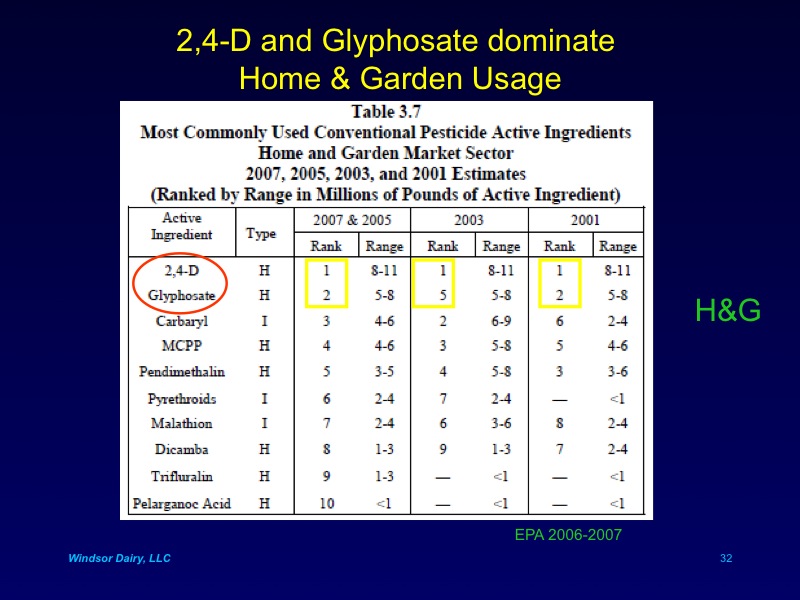 2,4-D and Glyphosate dominate
Home & Garden Usage
Table 3.7
Most Commonly Used Conventional Pesticide Active Ingredients
Home and Garden Market Sector
2007, 2005, 2003, and 2001 Estimates
(Ranked by Range in Millions of Pounds of Active Ingredient)
Active Ingredient Type 2007 & 2005 2003 2001
Rank Range Rank Range Rank Range
2,4-D H 1 8-11 1 8-11 1 8-11
Glyphosate H 2 5-8 5 5-8 2 5-8
Carbaryl I 3 4-6 2 6-9 6 2-4
MCPP H 4 4-6 3 5-8 5 4-6
Pendimethalin H 5 3-5 4 5-8 3 3-6
Pyrethroids I 6 2-4 7 2-4 — <1
Malathion I 7 2-4 6 3-6 8 2-4
Dicamba H 8 1-3 9 1-3 7 2-4
Trifluralin H 9 1-3 — <1 — <1
Pelarganoc Acid H 10 <1 — <1 — <1
H&G
EPA 2006-2007
Windsor Dairy, LLC
32